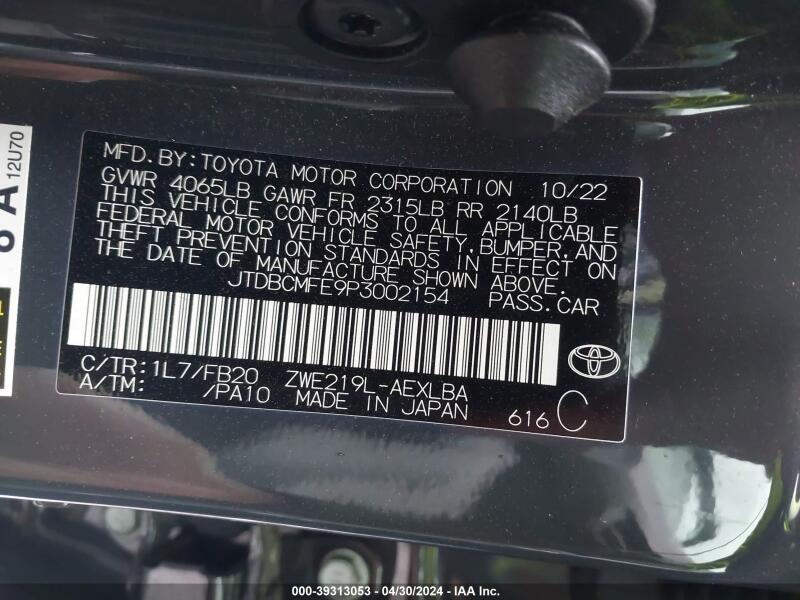 MFD.BY:TOYOTA MOTOR CORPORATION 10/22
GVWR 4065LB GAWR FR 2315LB RR 2140LB
THIS VEHICLE CONFORMS TO ALL APPLICABLE
FEDERAL MOTOR VEHICLE SAFETY,BUMPER,AND
THEFT PREVENTION STANDARDS IN EFFECT ON
THE DATE OF MANUFACTURE SHOWN ABOVE.
JTDBCMFE9P3002154 PASS.CAR
C/TR:1L7/FB20 ZWE219L-AEXLBA
A/TM: /PA10 MADE IN JAPAN
616 C
A 12U70
000-39313053 - 04/30/2024 - IAA Inc.